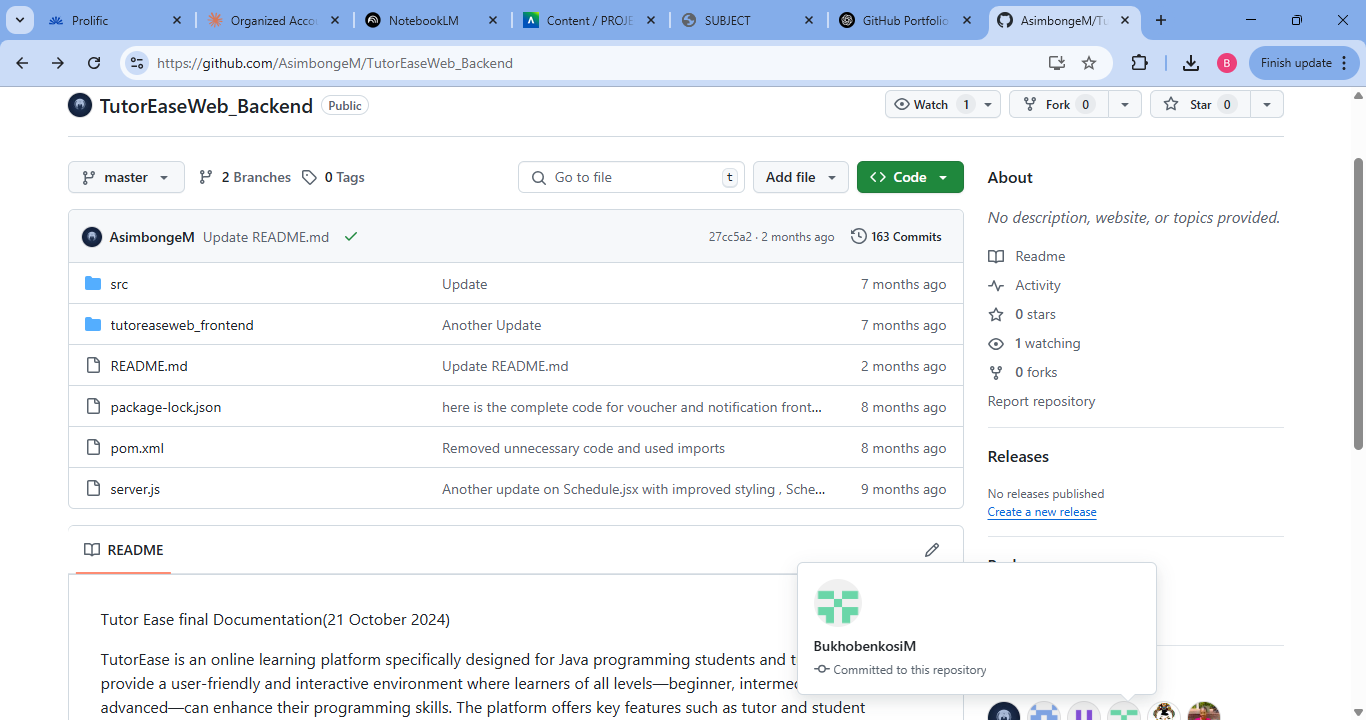 Prolific
Organized Acco
NotebookLM
Content / PROJE
SUBJECT
GitHub Portfolio
AsimbongeM/Tu
https://github.com/AsimbongeM/TutorEaseWeb_Backend
B
Finish update
TutorEaseWeb_Backend
Public
Watch 1
Fork 0
Star 0
master
2 Branches
0 Tags
Go to file
t
Add file
Code
AsimbongeM Update README.md
27cc5a2 · 2 months ago
163 Commits
src Update 7 months ago
tutoreaseweb_frontend Another Update 7 months ago
README.md Update README.md 2 months ago
package-lock.json here is the complete code for voucher and notification front... 8 months ago
pom.xml Removed unnecessary code and used imports 8 months ago
server.js Another update on Schedule.jsx with improved styling , Sche... 9 months ago
README
Tutor Ease final Documentation(21 October 2024)
TutorEase is an online learning platform specifically designed for Java programming students and t
provide a user-friendly and interactive environment where learners of all levels—beginner, intermed
advanced—can enhance their programming skills. The platform offers key features such as tutor and student
About
No description, website, or topics provided.
Readme
Activity
0 stars
1 watching
0 forks
Report repository
Releases
No releases published
Create a new release
BukhobenkosiM
Committed to this repository